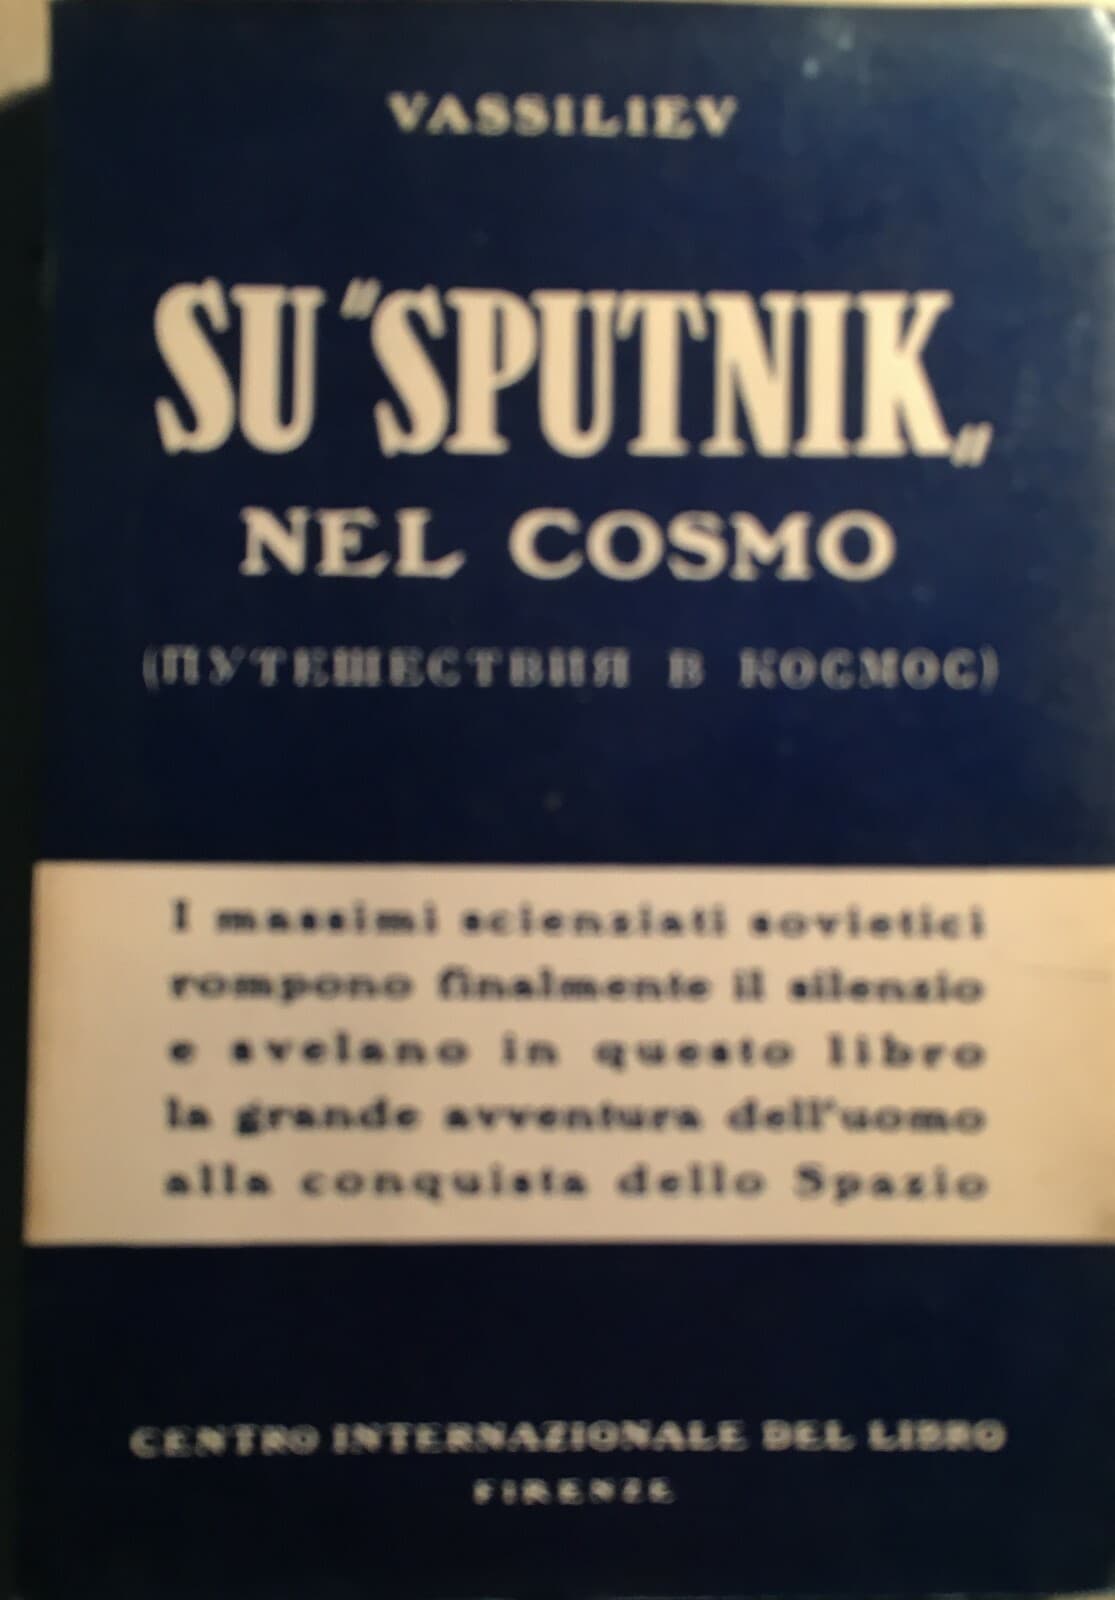 VASSILIEV
SU "SPUTNIK„
NEL COSMO
(ПУТЕШЕСТВИЯ В КОСМОС)
I massimi scienziati sovietici
rompono finalmente il silenzio
e svelano in questo libro
la grande avventura dell'uomo
alla conquista dello Spazio
CENTRO INTERNAZIONALE DEL LIBRO
FIRENZE